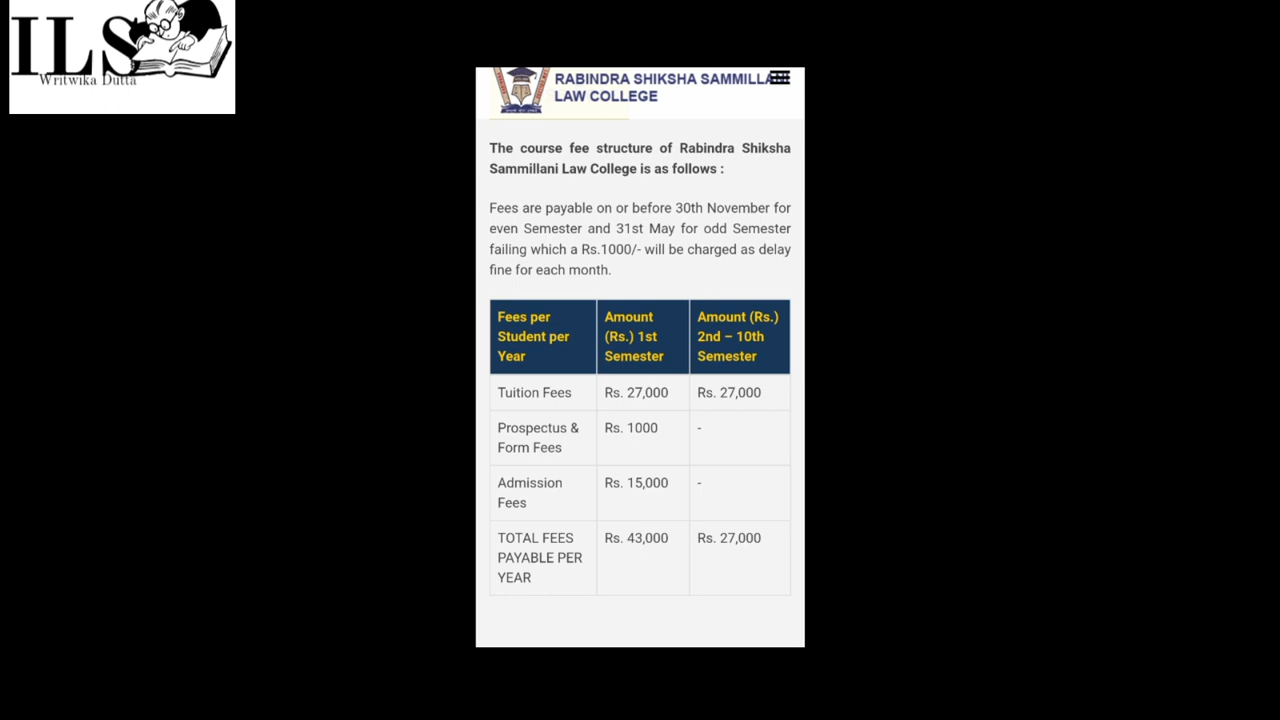 ILS
Writwika Dutta
RABINDRA SHIKSHA SAMMILLANI
LAW COLLEGE
The course fee structure of Rabindra Shiksha
Sammillani Law College is as follows :
Fees are payable on or before 30th November for
even Semester and 31st May for odd Semester
failing which a Rs.1000/- will be charged as delay
fine for each month.
Fees per Student per Year
Amount (Rs.) 1st Semester
Amount (Rs.) 2nd – 10th Semester
Tuition Fees
Rs. 27,000
Rs. 27,000
Prospectus & Form Fees
Rs. 1000
-
Admission Fees
Rs. 15,000
-
TOTAL FEES PAYABLE PER YEAR
Rs. 43,000
Rs. 27,000